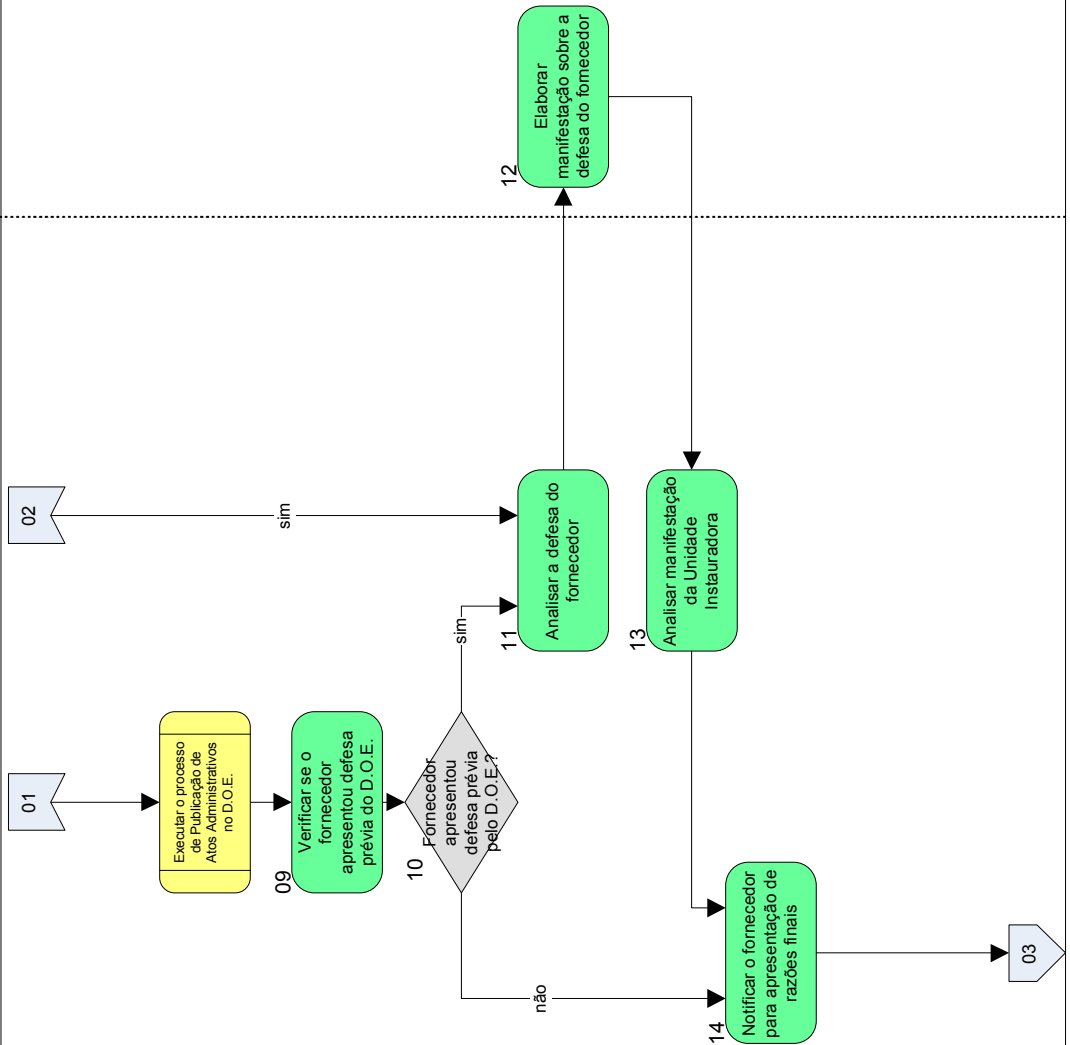 01
Executar o processo
de Publicação de
Atos Administrativos
no D.O.E.
09
Verificar se o
fornecedor
apresentou defesa
prévia do D.O.E.
10
Fornecedor
apresentou
defesa prévia
pelo D.O.E.?
sim
não
02
sim
11
Analisar a defesa do
fornecedor
12
Elaborar
manifestação sobre a
defesa do fornecedor
13
Analisar manifestação
da Unidade
Instauradora
14
Notificar o fornecedor
para apresentação de
razões finais
03